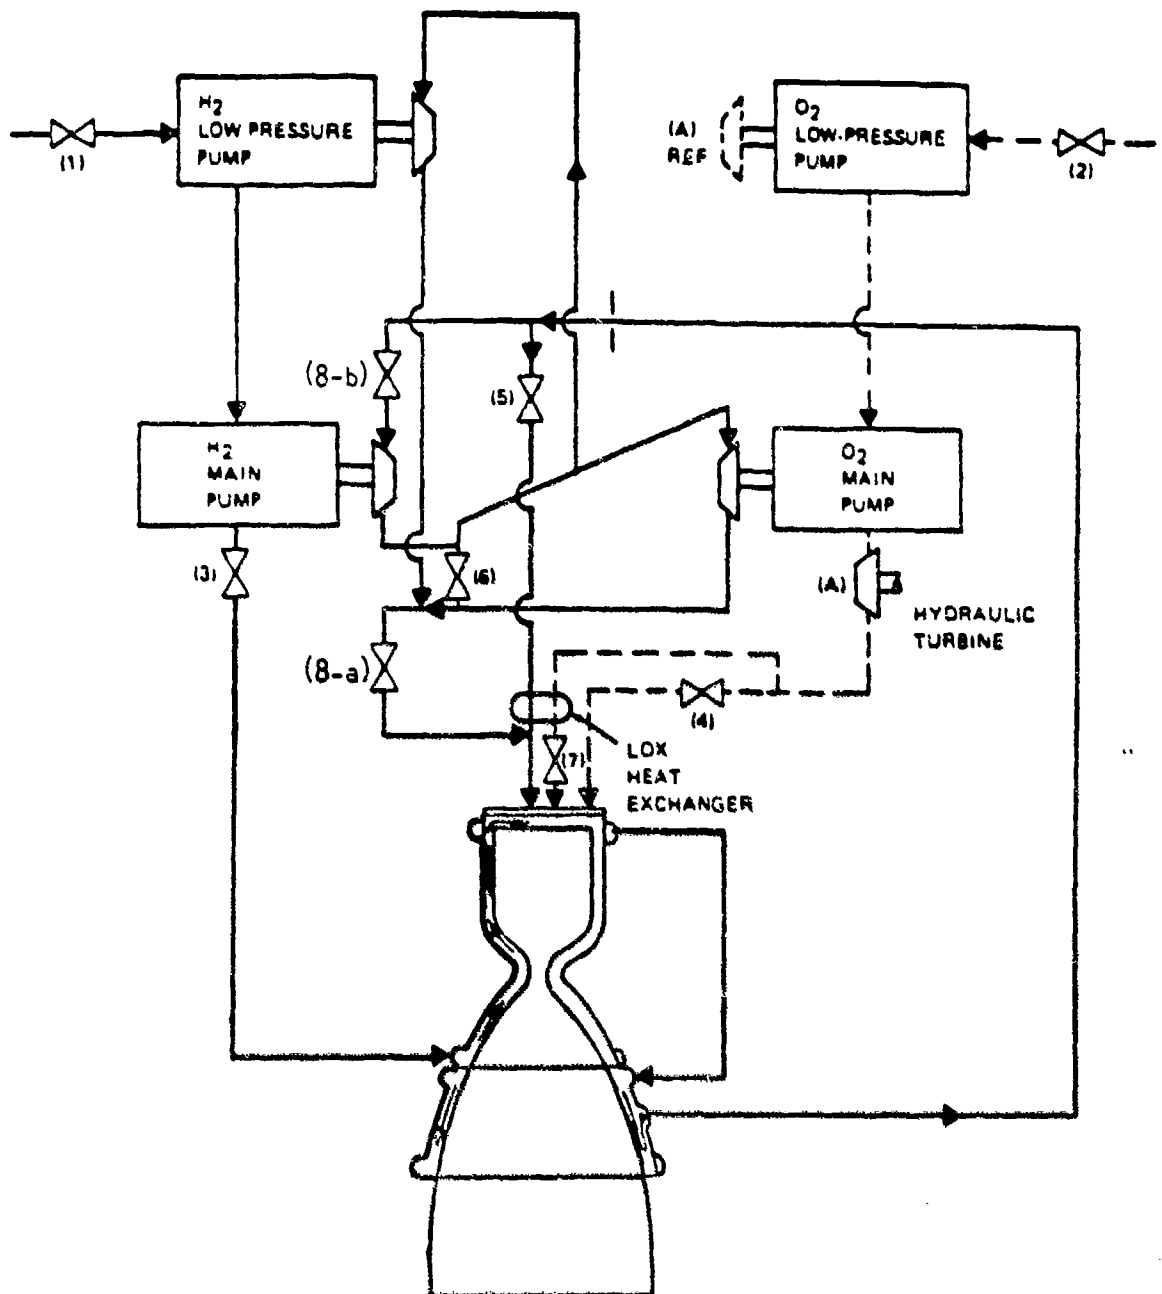 H2
LOW PRESSURE
PUMP
(1)
(A)
REF
O2
LOW-PRESSURE
PUMP
(2)
(8-b)
(5)
H2
MAIN
PUMP
O2
MAIN
PUMP
(3)
(6)
(A)
HYDRAULIC
TURBINE
(8-a)
(4)
(7)
LOX
HEAT
EXCHANGER